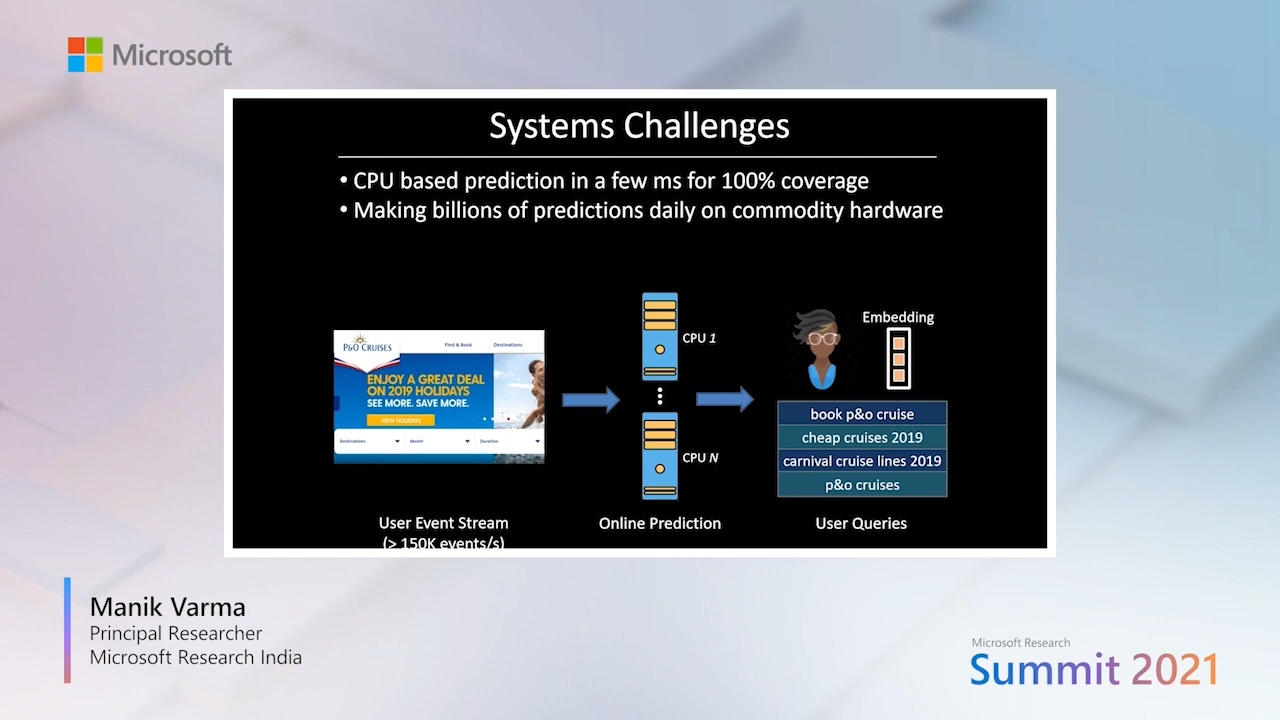 Microsoft
Systems Challenges
• CPU based prediction in a few ms for 100% coverage
• Making billions of predictions daily on commodity hardware
P&O CRUISES
Find & Book
Destinations
ENJOY A GREAT DEAL
ON 2019 HOLIDAYS
SEE MORE. SAVE MORE.
VIEW HOLIDAYS
Destinations
Month
Duration
CPU 1
CPU N
Embedding
book p&o cruise
cheap cruises 2019
carnival cruise lines 2019
p&o cruises
User Event Stream
(> 150K events/s)
Online Prediction
User Queries
Manik Varma
Principal Researcher
Microsoft Research India
Microsoft Research
Summit 2021